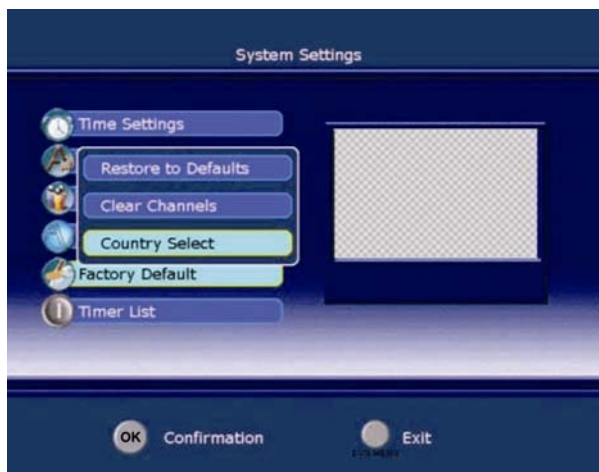 System Settings
Time Settings
Restore to Defaults
Clear Channels
Country Select
Factory Default
Timer List
OK Confirmation Exit